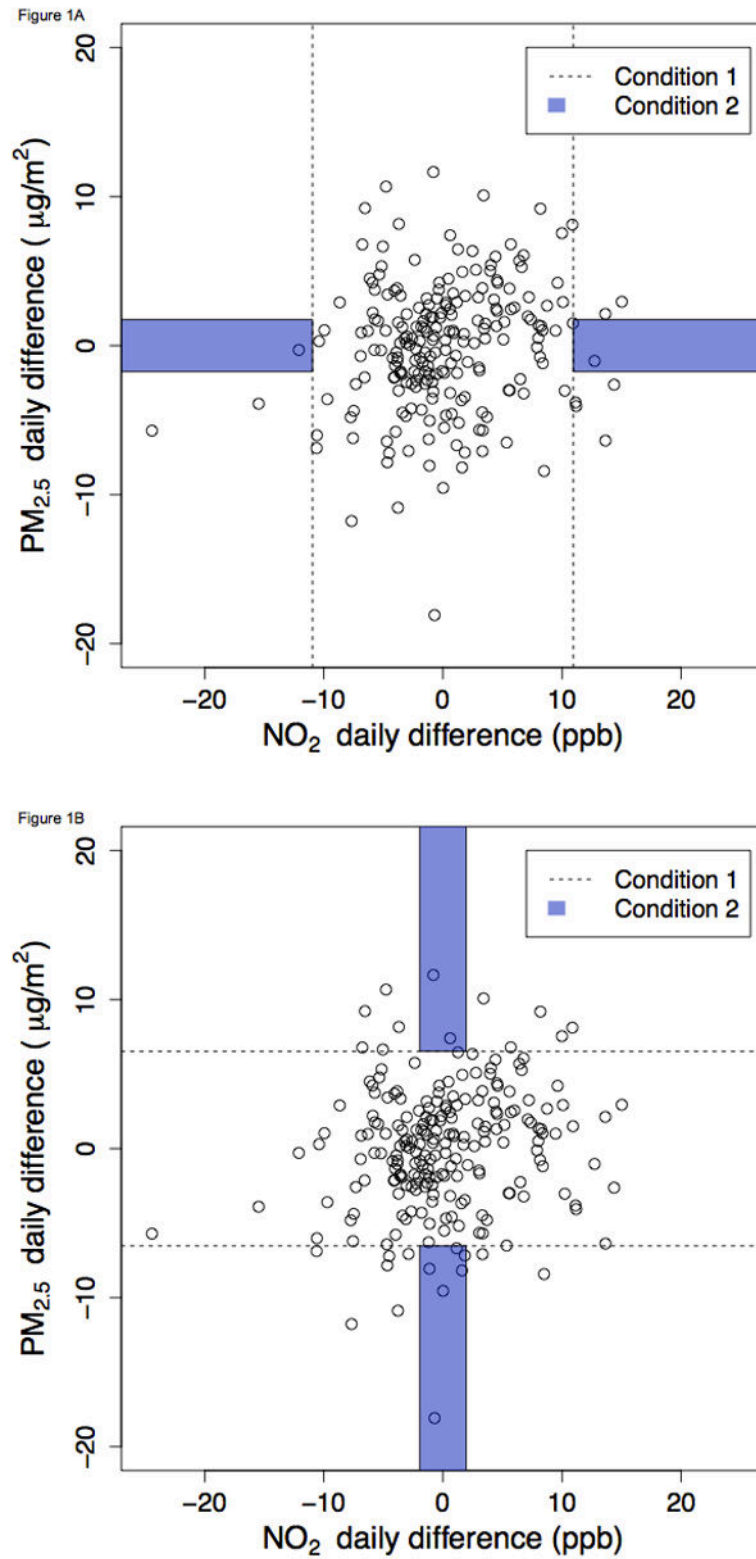 Figure 1A
20
10
0
−10
−20
PM2.5 daily difference ( μg/m2)
Condition 1
Condition 2
−20 −10 0 10 20
NO2 daily difference (ppb)
Figure 1B
20
10
0
−10
−20
PM2.5 daily difference ( μg/m2)
Condition 1
Condition 2
−20 −10 0 10 20
NO2 daily difference (ppb)